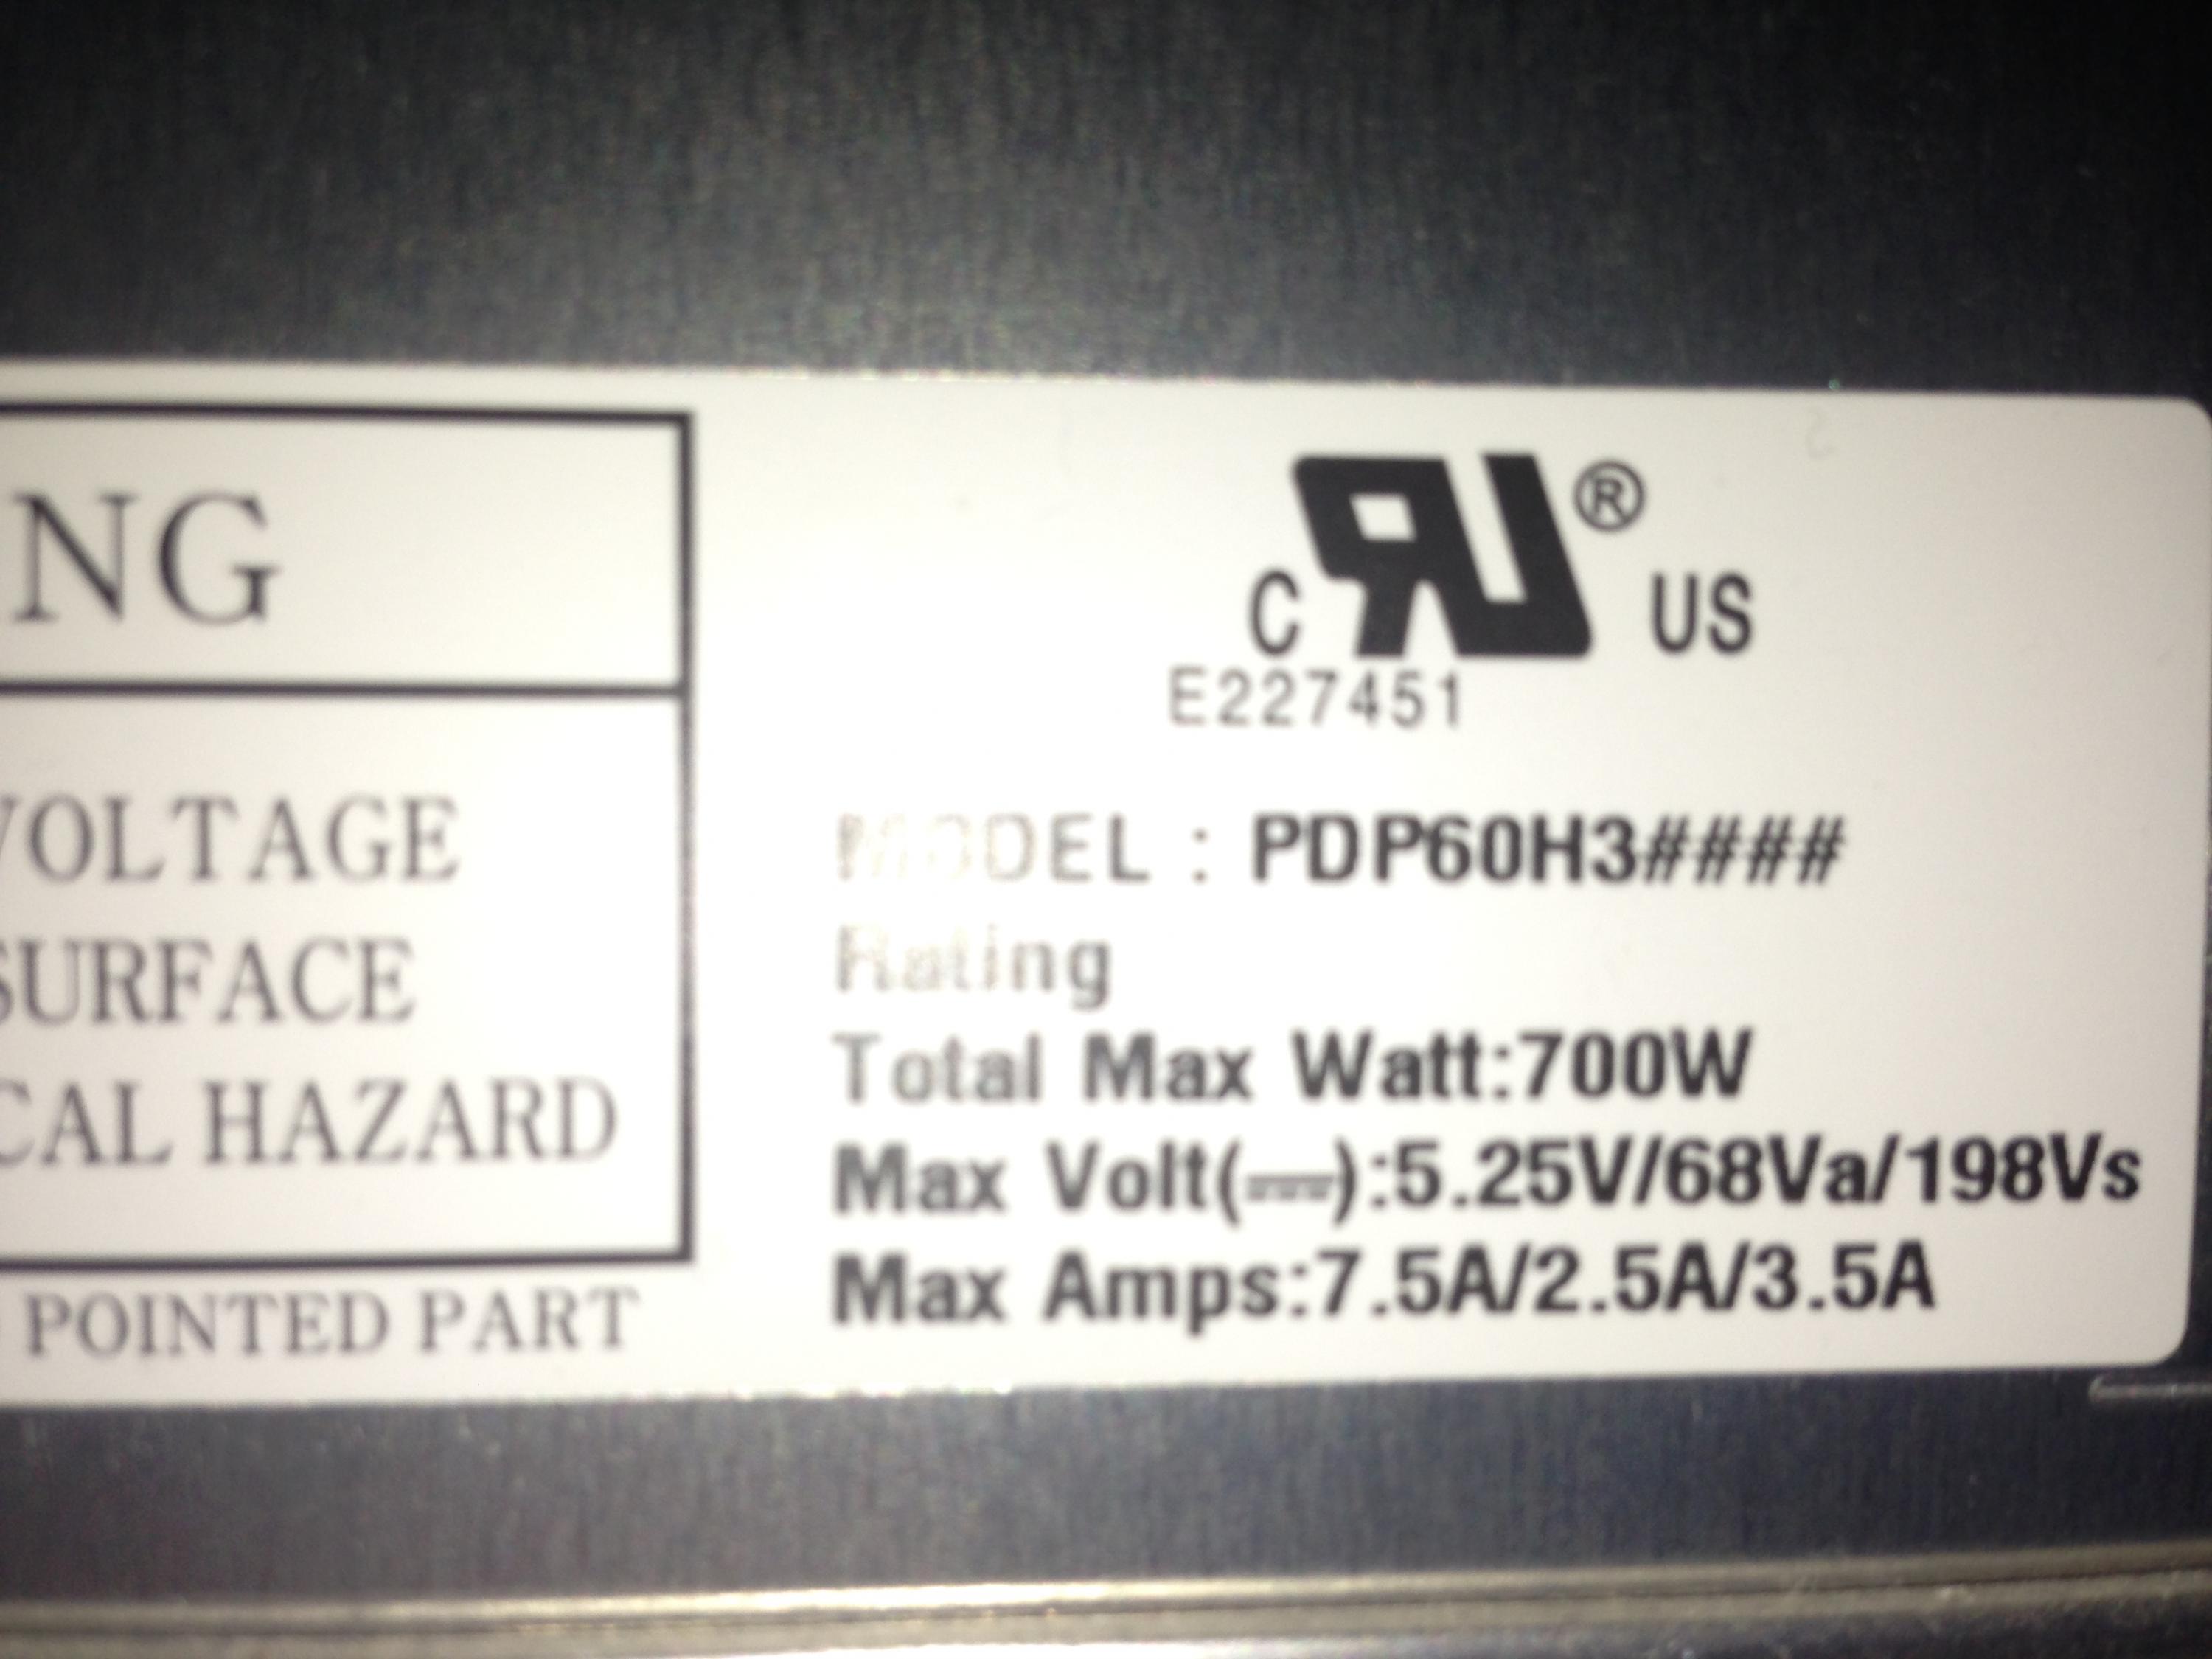 NG
VOLTAGE
SURFACE
CAL HAZARD
POINTED PART
C RU® US
E227451
MODEL : PDP60H3####
Rating
Total Max Watt:700W
Max Volt(⎓):5.25V/68Va/198Vs
Max Amps:7.5A/2.5A/3.5A